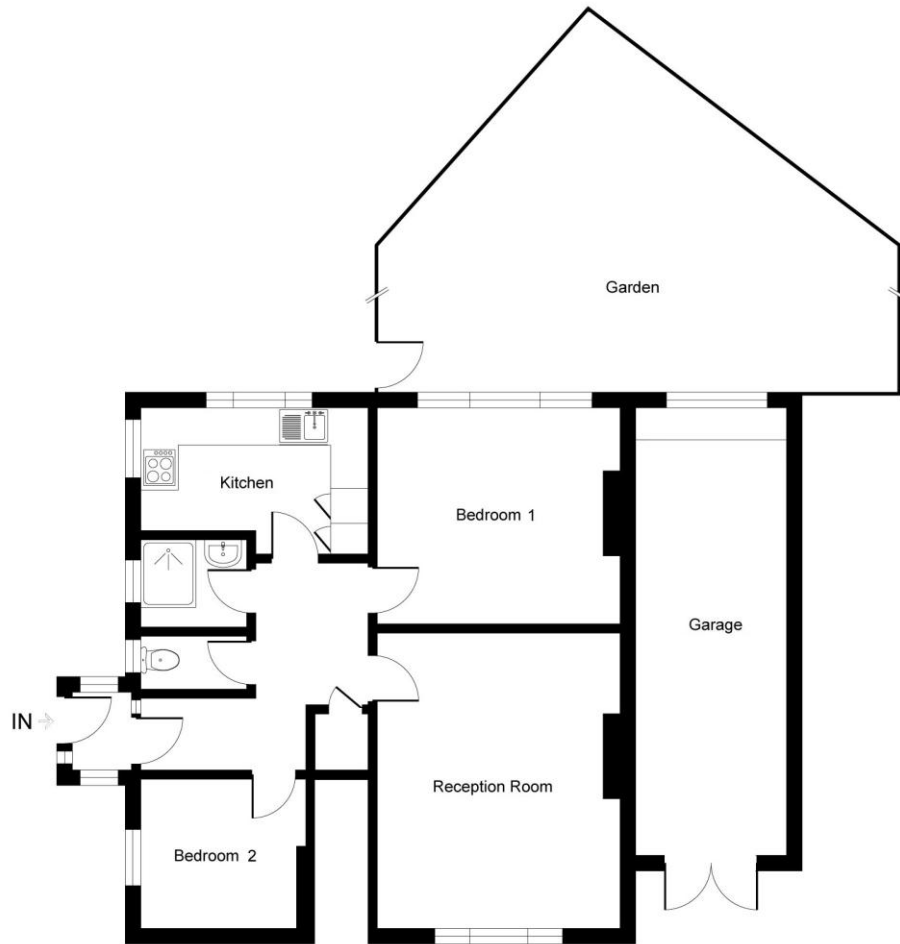 Garden
Kitchen
Bedroom 1
Garage
IN
Reception Room
Bedroom 2